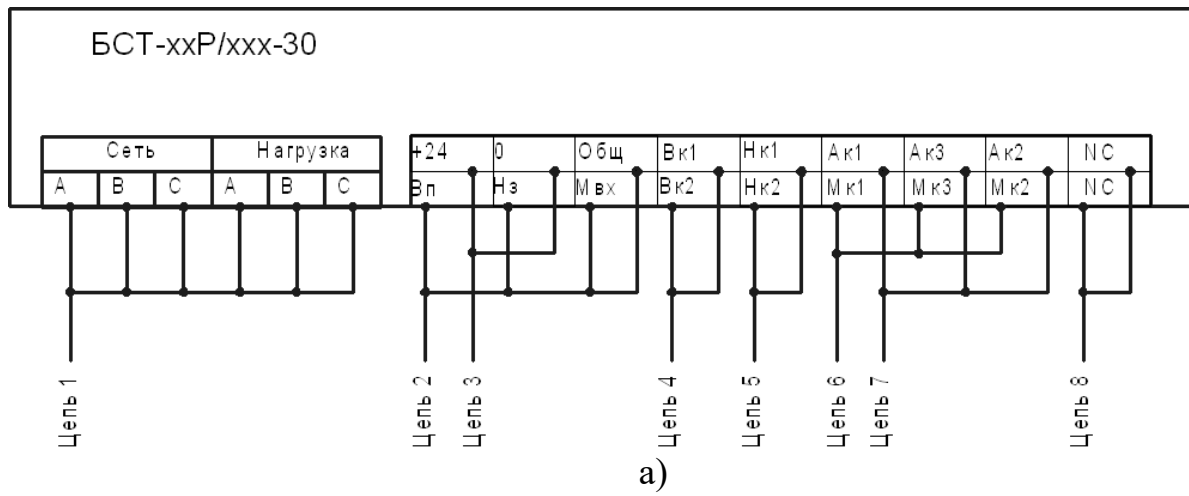 БСТ-ххР/ххх-30
Сеть Нагрузка
А В С А В С
+24 0 Общ Вк1 Нк1 Ак1 Ак3 Ак2 NC
Вп Нз Мвх Вк2 Нк2 Мк1 Мк3 Мк2 NC
Цепь 1
Цепь 2
Цепь 3
Цепь 4
Цепь 5
Цепь 6
Цепь 7
Цепь 8
а)